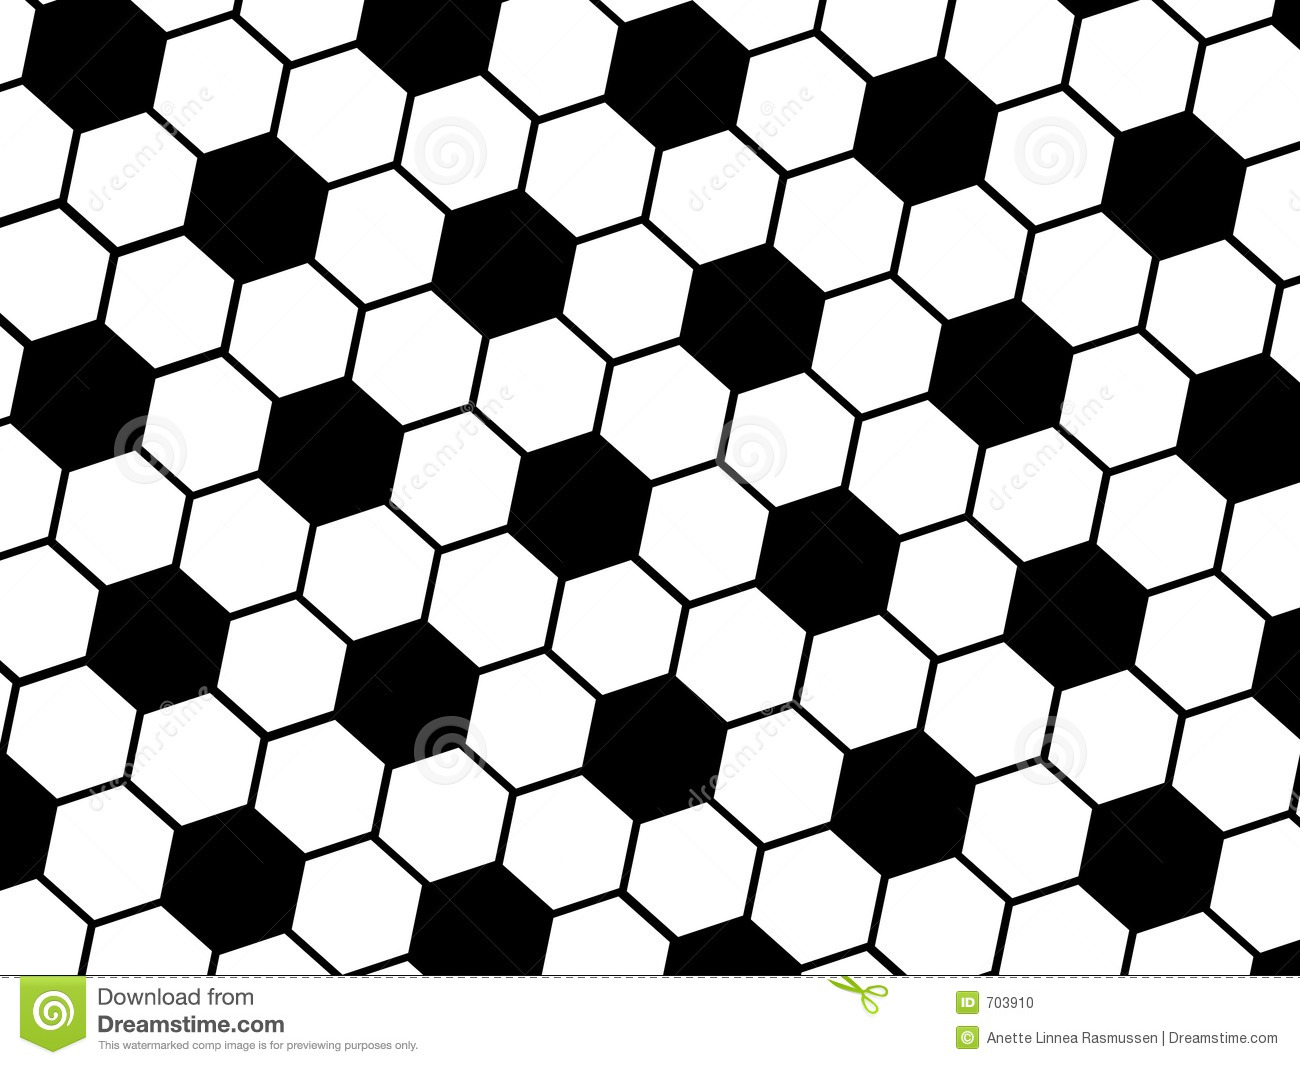 dreamstime
dreamstime
dreamstime
dreamstime
dreamstime
dreamstime
Download from
Dreamstime.com
This watermarked comp image is for previewing purposes only.
ID 703910
© Anette Linnea Rasmussen | Dreamstime.com